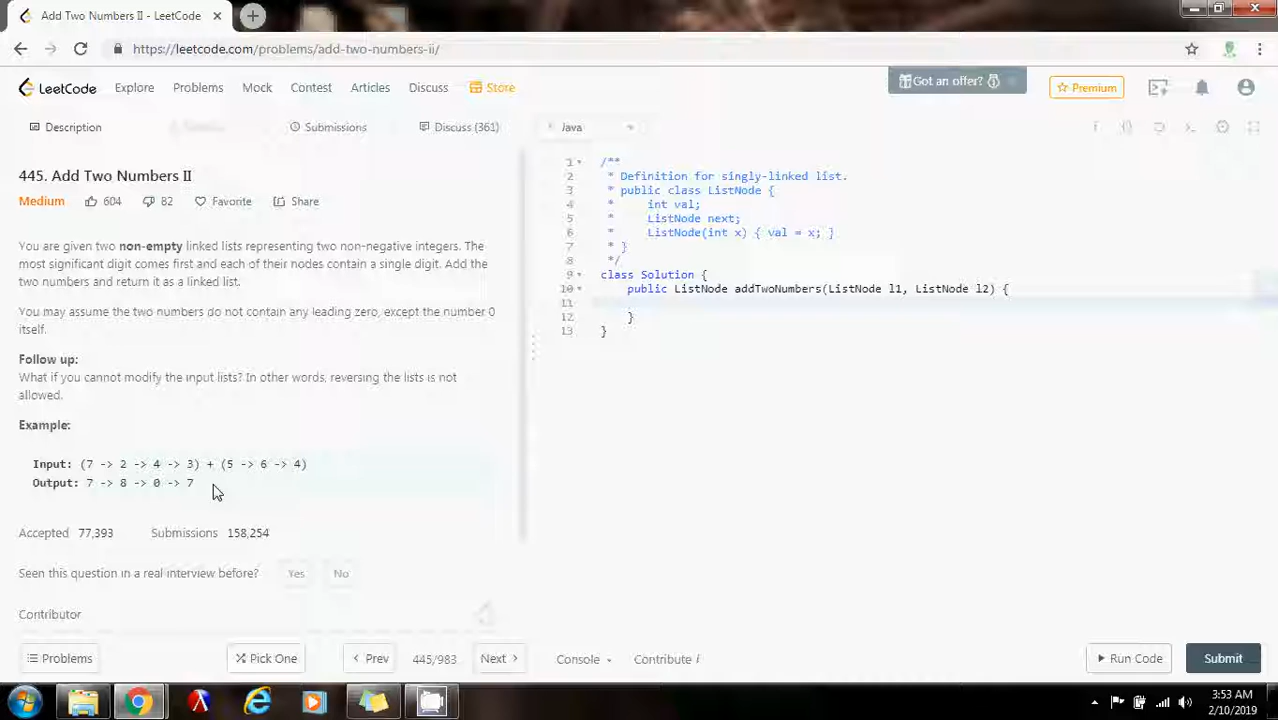 Add Two Numbers II - LeetCode
https://leetcode.com/problems/add-two-numbers-ii/
LeetCode Explore Problems Mock Contest Articles Discuss Store Got an offer? Premium
Description Submissions Discuss (361) Java
445. Add Two Numbers II
Medium 604 82 Favorite Share
You are given two non-empty linked lists representing two non-negative integers. The
most significant digit comes first and each of their nodes contain a single digit. Add the
two numbers and return it as a linked list.
You may assume the two numbers do not contain any leading zero, except the number 0
itself.
Follow up:
What if you cannot modify the input lists? In other words, reversing the lists is not
allowed.
Example:
Input: (7 -> 2 -> 4 -> 3) + (5 -> 6 -> 4)
Output: 7 -> 8 -> 0 -> 7
Accepted 77,393 Submissions 158,254
Seen this question in a real interview before? Yes No
Contributor
1 /**
2 * Definition for singly-linked list.
3 * public class ListNode {
4 * int val;
5 * ListNode next;
6 * ListNode(int x) { val = x; }
7 * }
8 */
9 class Solution {
10 public ListNode addTwoNumbers(ListNode l1, ListNode l2) {
11
12 }
13 }
Problems Pick One Prev 445/983 Next Console Contribute i Run Code Submit
3:53 AM
2/10/2019